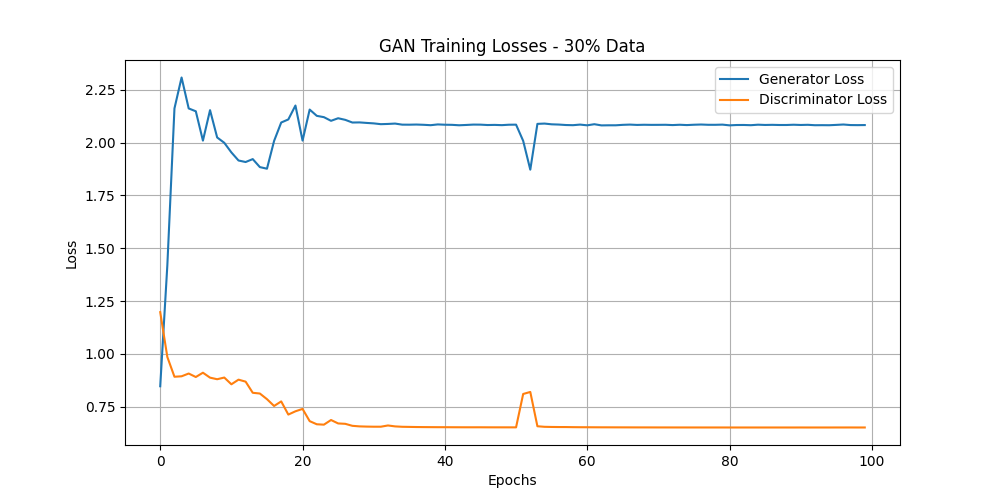 GAN Training Losses - 30% Data
Generator Loss
Discriminator Loss
2.25
2.00
1.75
1.50
1.25
1.00
0.75
Loss
0 20 40 60 80 100
Epochs